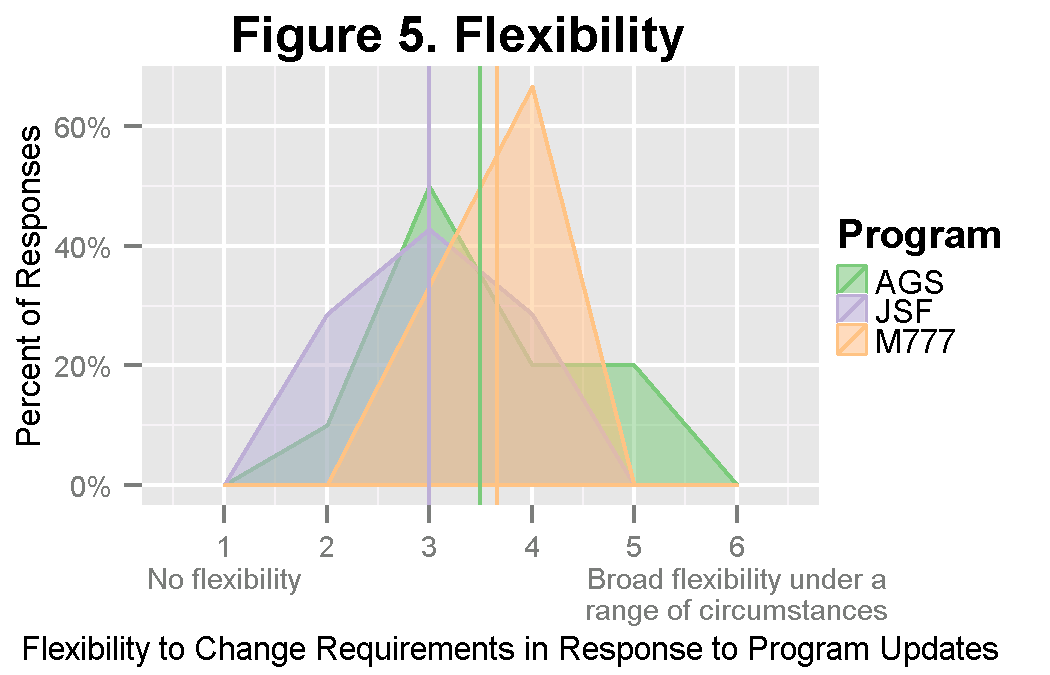 Figure 5. Flexibility
Percent of Responses
60%
40%
20%
0%
1 2 3 4 5 6
No flexibility
Broad flexibility under a
range of circumstances
Flexibility to Change Requirements in Response to Program Updates
Program
AGS
JSF
M777